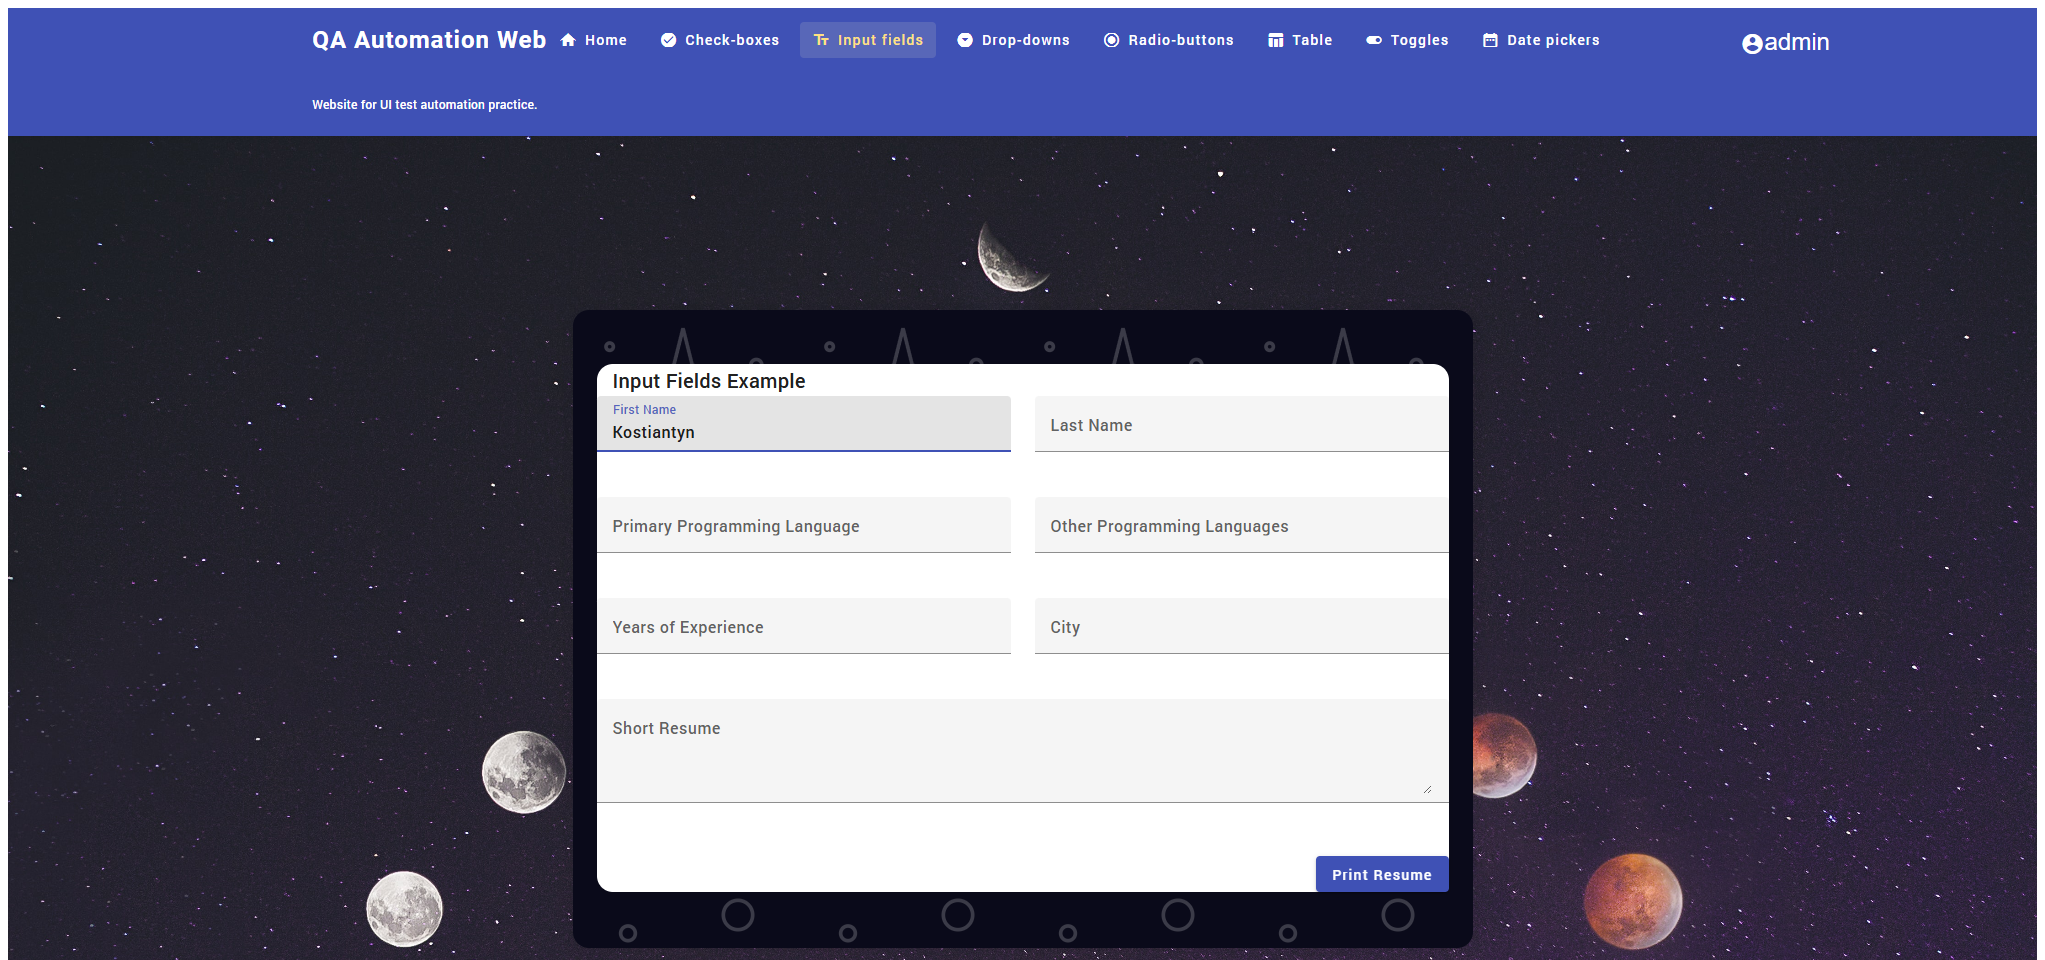 QA Automation Web
Home
Check-boxes
Input fields
Drop-downs
Radio-buttons
Table
Toggles
Date pickers
admin
Website for UI test automation practice.
Input Fields Example
First Name
Kostiantyn
Last Name
Primary Programming Language
Other Programming Languages
Years of Experience
City
Short Resume
Print Resume